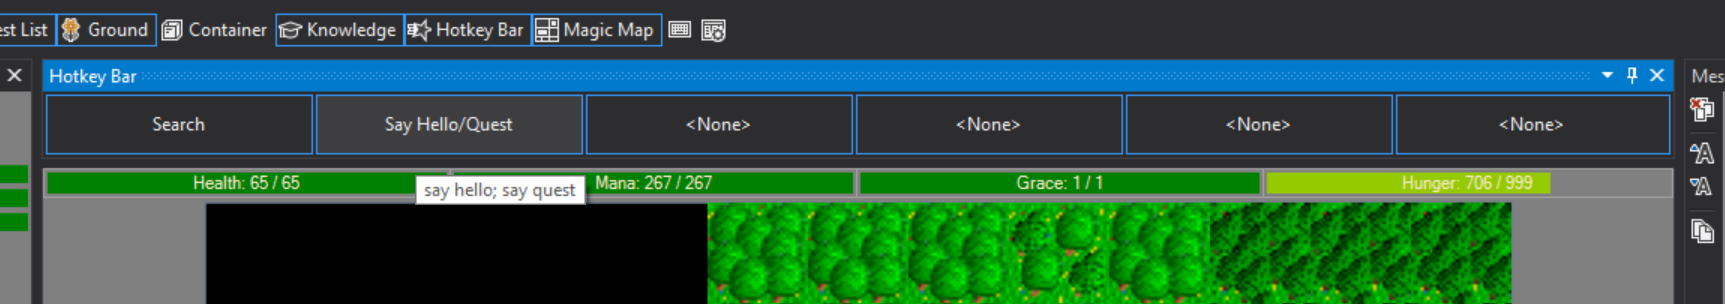 est List Ground Container Knowledge Hotkey Bar Magic Map
Hotkey Bar
Mes
Search Say Hello/Quest <None> <None> <None> <None>
Health: 65 / 65 Mana: 267 / 267 Grace: 1 / 1 Hunger: 706 / 999
say hello; say quest